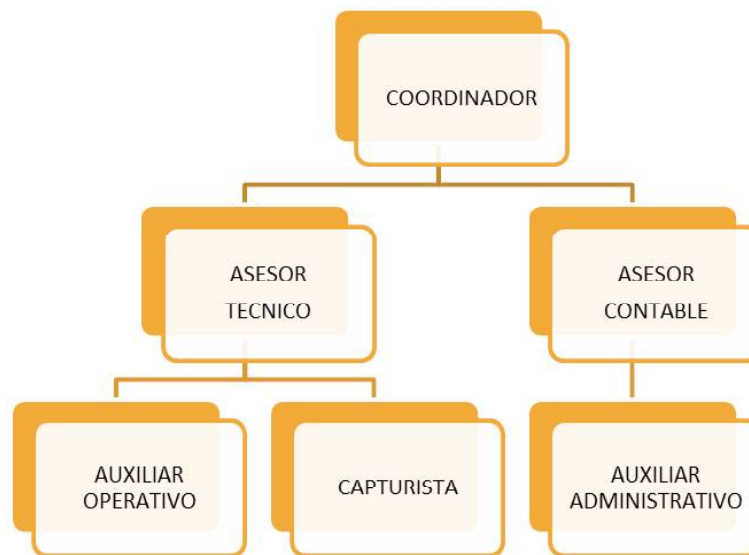 COORDINADOR
ASESOR
TECNICO
ASESOR
CONTABLE
AUXILIAR
OPERATIVO
CAPTURISTA
AUXILIAR
ADMINISTRATIVO